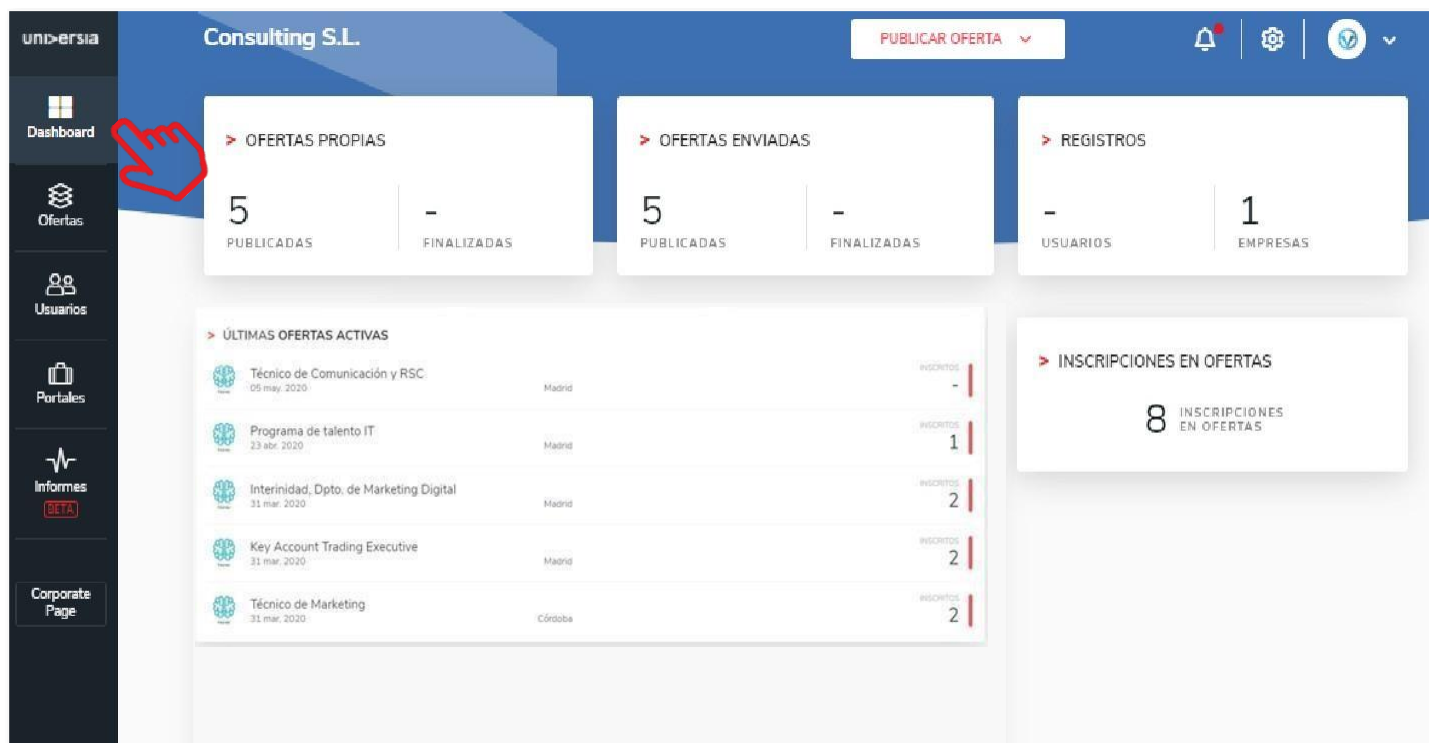 universia
Consulting S.L.
PUBLICAR OFERTA
Dashboard
Ofertas
Usuarios
Portales
Informes
BETA
Corporate
Page
> OFERTAS PROPIAS
5
PUBLICADAS
-
FINALIZADAS
> OFERTAS ENVIADAS
5
PUBLICADAS
-
FINALIZADAS
> REGISTROS
-
USUARIOS
1
EMPRESAS
> ÚLTIMAS OFERTAS ACTIVAS
Técnico de Comunicación y RSC
05 may. 2020
Madrid
INSCRITOS
-
Programa de talento IT
23 abr. 2020
Madrid
INSCRITOS
1
Interinidad, Dpto. de Marketing Digital
31 mar. 2020
Madrid
INSCRITOS
2
Key Account Trading Executive
31 mar. 2020
Madrid
INSCRITOS
2
Técnico de Marketing
31 mar. 2020
Córdoba
INSCRITOS
2
> INSCRIPCIONES EN OFERTAS
8
INSCRIPCIONES
EN OFERTAS